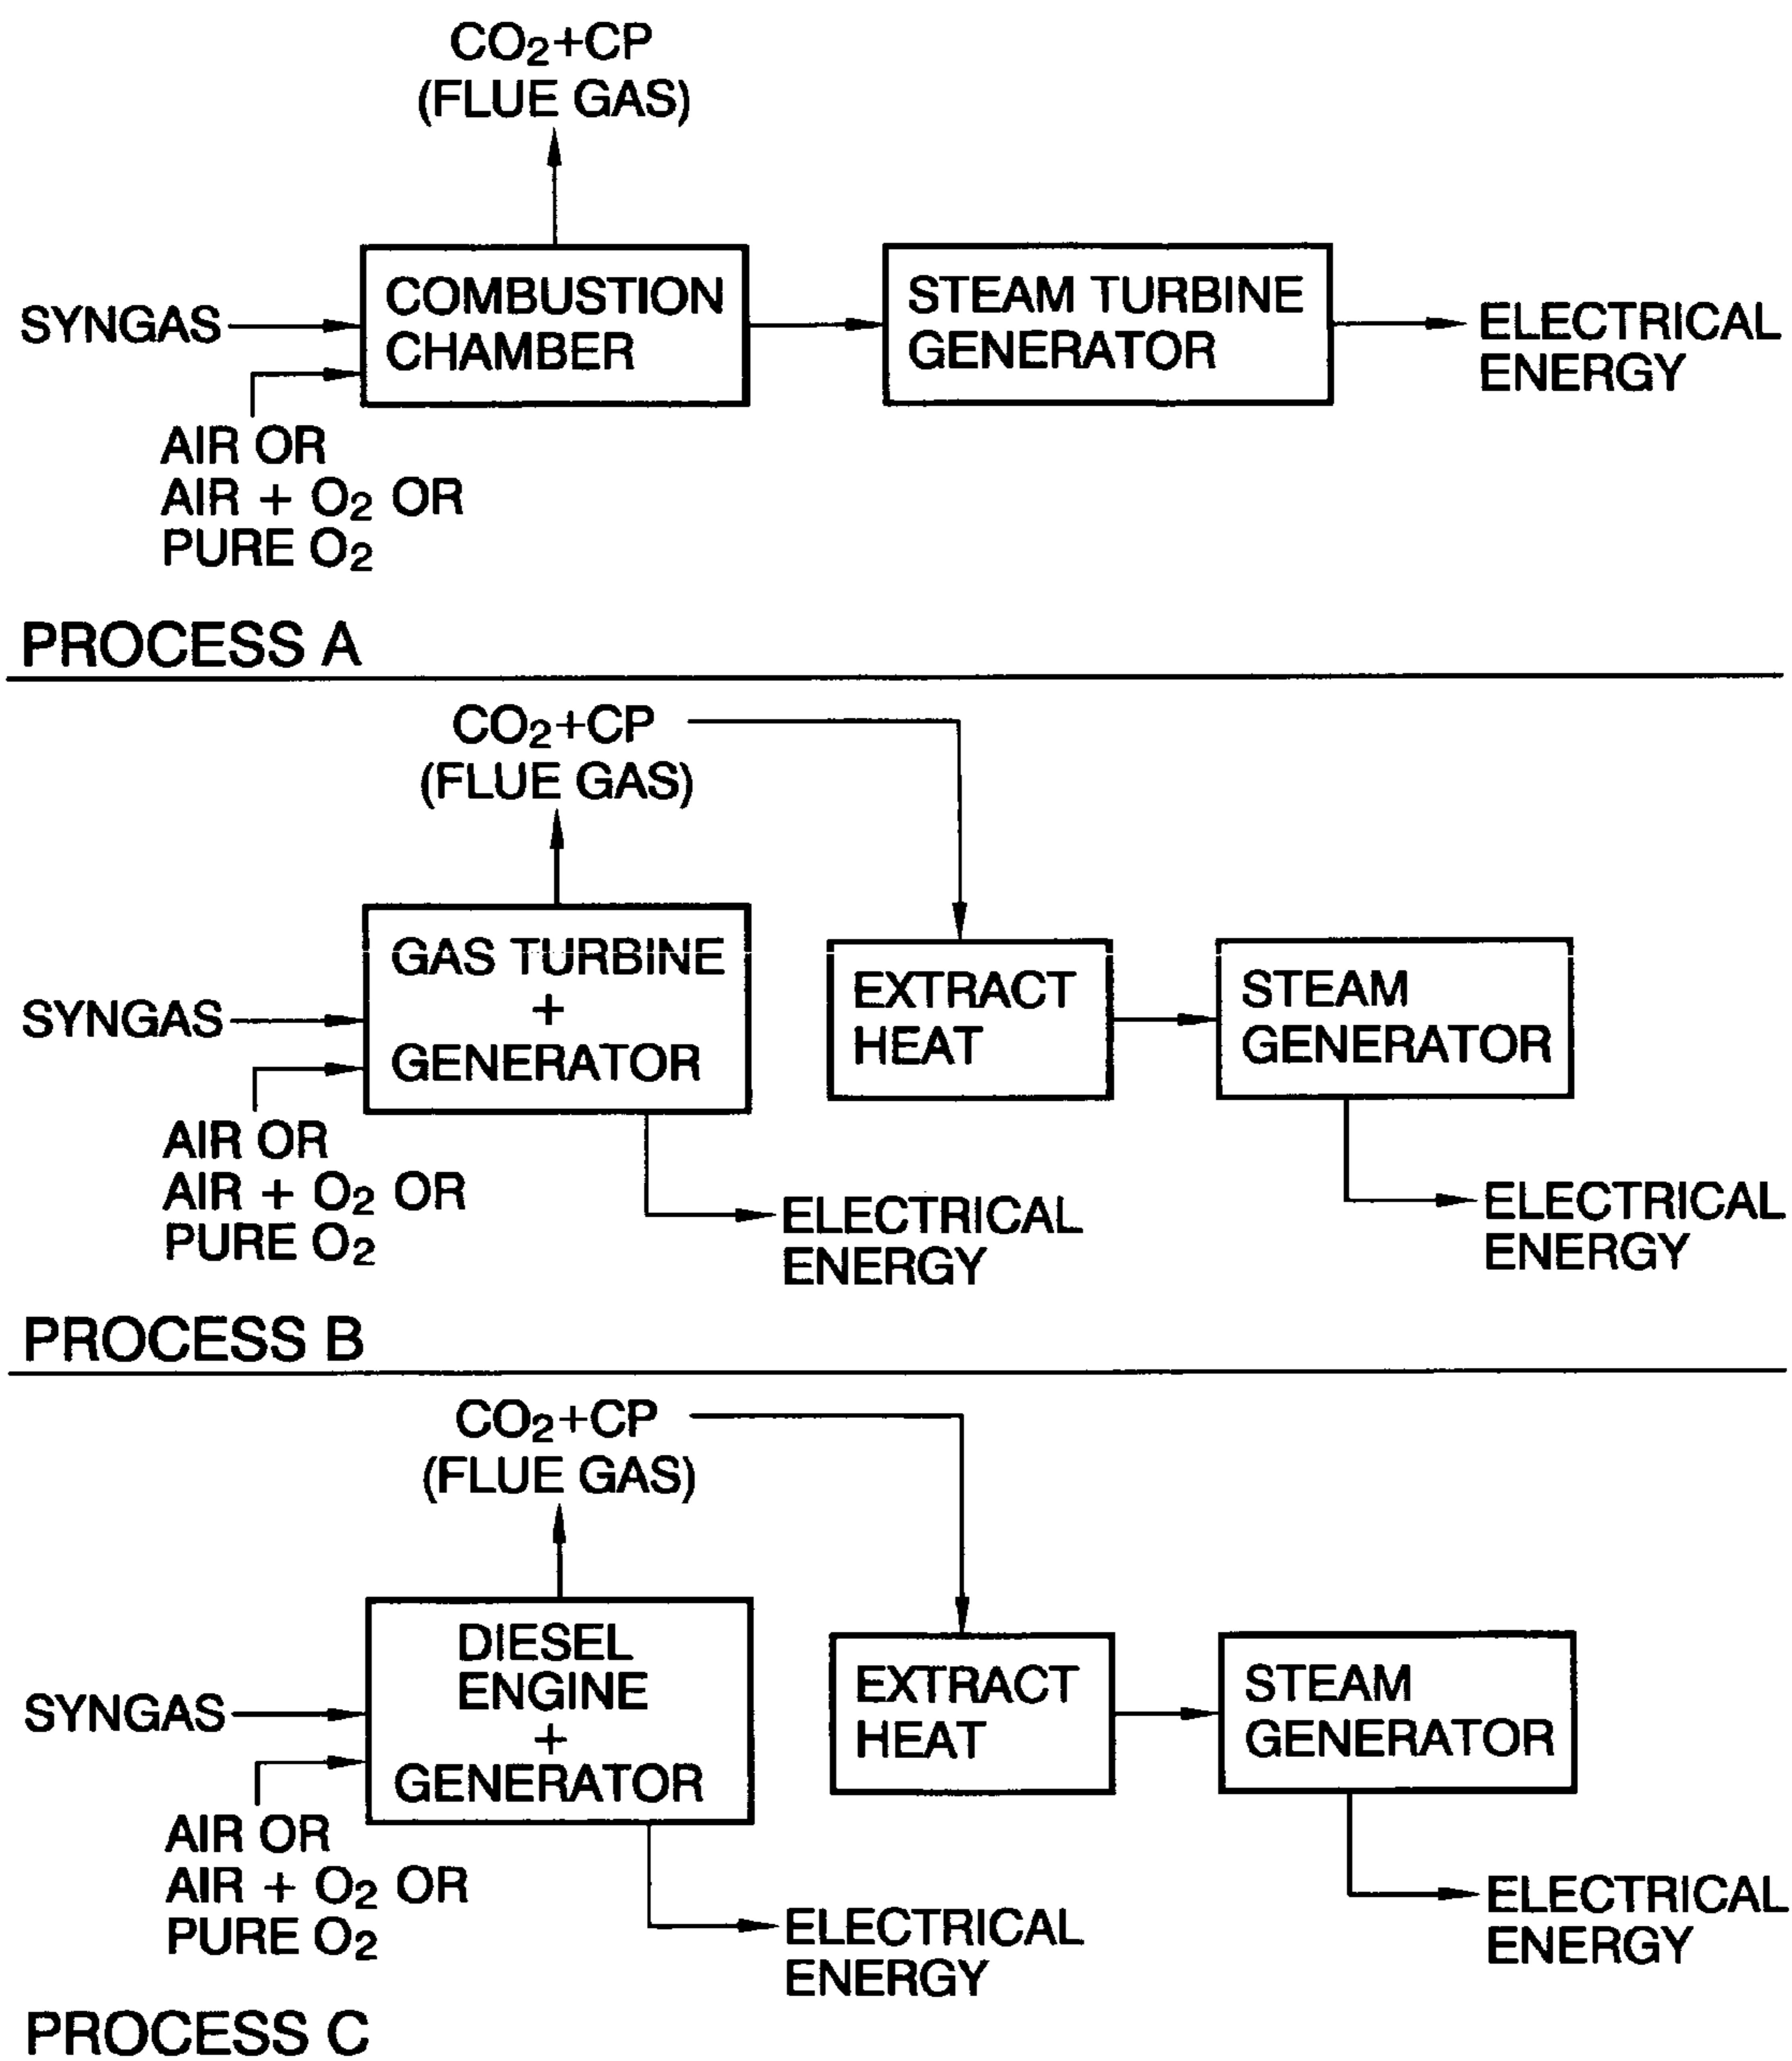 CO₂+CP
(FLUE GAS)
SYNGAS
COMBUSTION
CHAMBER
STEAM TURBINE
GENERATOR
ELECTRICAL
ENERGY
AIR OR
AIR + O₂ OR
PURE O₂
PROCESS A
CO₂+CP
(FLUE GAS)
SYNGAS
GAS TURBINE
+
GENERATOR
EXTRACT
HEAT
STEAM
GENERATOR
AIR OR
AIR + O₂ OR
PURE O₂
ELECTRICAL
ENERGY
ELECTRICAL
ENERGY
PROCESS B
CO₂+CP
(FLUE GAS)
SYNGAS
DIESEL
ENGINE
+
GENERATOR
EXTRACT
HEAT
STEAM
GENERATOR
AIR OR
AIR + O₂ OR
PURE O₂
ELECTRICAL
ENERGY
ELECTRICAL
ENERGY
PROCESS C